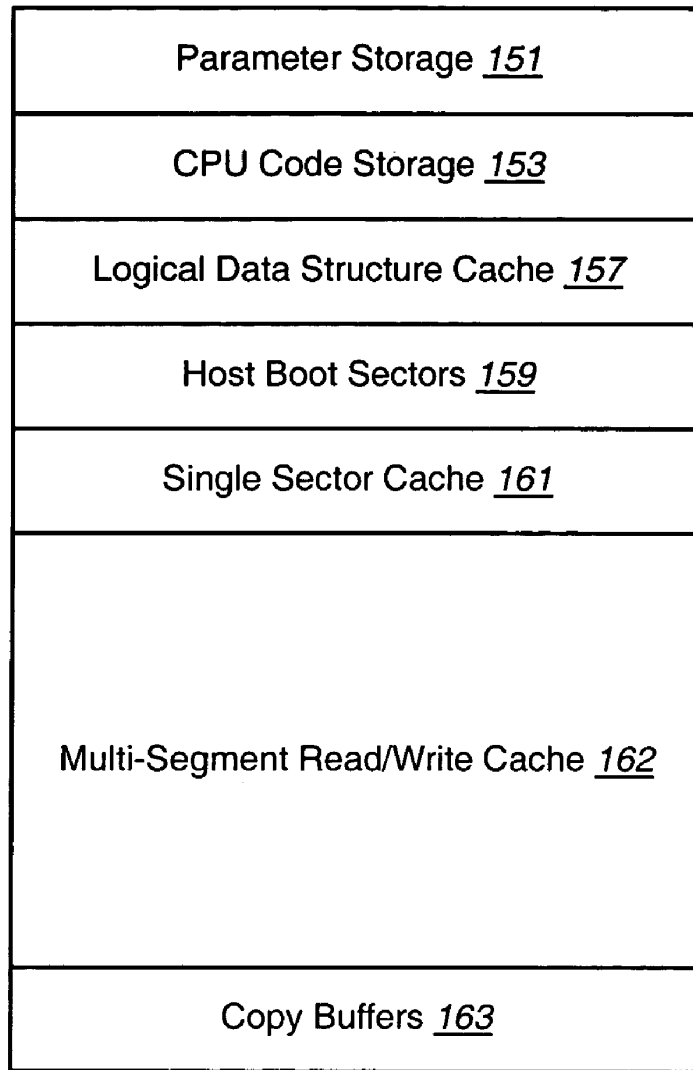 Parameter Storage 151
CPU Code Storage 153
Logical Data Structure Cache 157
Host Boot Sectors 159
Single Sector Cache 161
Multi-Segment Read/Write Cache 162
Copy Buffers 163